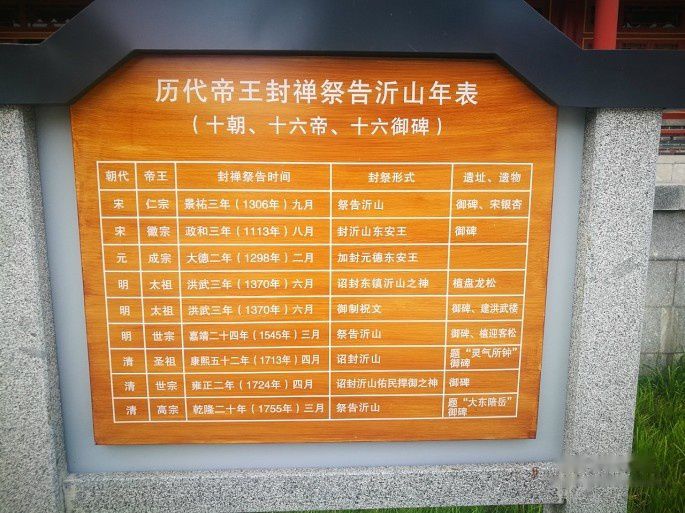 历代帝王封禅祭告沂山年表
（十朝、十六帝、十六御碑）
朝代 帝王 封禅祭告时间 封祭形式 遗址、遗物
宋 仁宗 景祐三年（1306年）九月 祭告沂山 御碑、宋银杏
宋 徽宗 政和三年（1113年）八月 封沂山东安王 御碑
元 成宗 大德二年（1298年）二月 加封元德东安王
明 太祖 洪武三年（1370年）六月 诏封东镇沂山之神 植盘龙松
明 太祖 洪武三年（1370年）六月 御制祝文 御碑、建洪武楼
明 世宗 嘉靖二十四年（1545年）三月 祭告沂山 御碑、植迎客松
清 圣祖 康熙五十二年（1713年）四月 诏封沂山 题“灵气所钟”
御碑
清 世宗 雍正二年（1724年）四月 诏封沂山佑民捍御之神 御碑
清 高宗 乾隆二十年（1755年）三月 祭告沂山 题“大东陪岳”
御碑